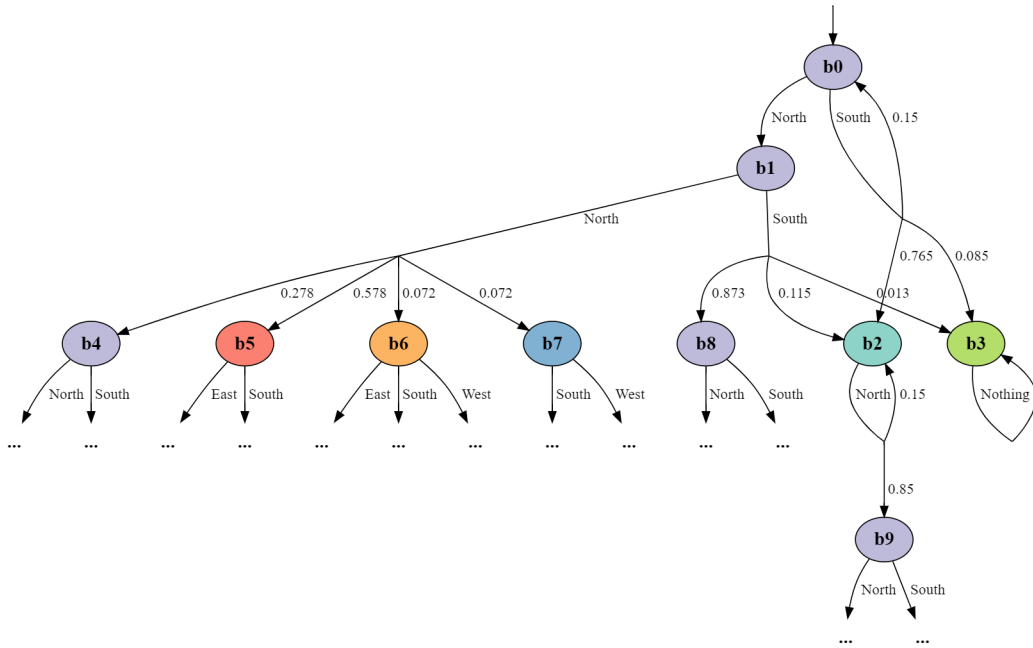 b0
North
South
0.15
b1
North
South
0.765
0.085
0.278
0.578
0.072
0.072
0.873
0.115
0.013
b4
b5
b6
b7
b8
b2
b3
North
South
East
South
East
South
West
South
West
North
South
North
0.15
Nothing
...
...
...
...
...
...
...
...
...
...
...
0.85
b9
North
South
...
...